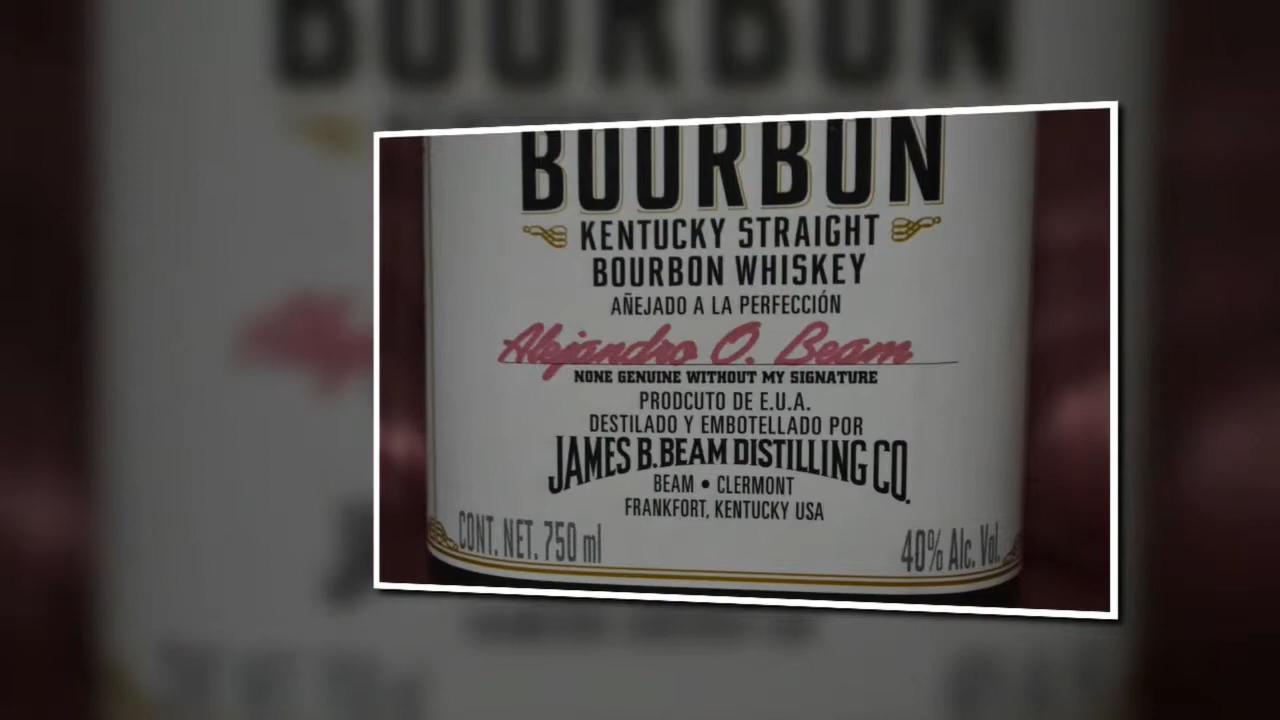 BOURBON
BOURBON
KENTUCKY STRAIGHT
BOURBON WHISKEY
AÑEJADO A LA PERFECCIÓN
Alejandro O. Beam
NONE GENUINE WITHOUT MY SIGNATURE
PRODCUTO DE E.U.A.
DESTILADO Y EMBOTELLADO POR
JAMES B. BEAM DISTILLING CO.
BEAM • CLERMONT
FRANKFORT, KENTUCKY USA
CONT. NET. 750 ml
40% Alc. Vol.